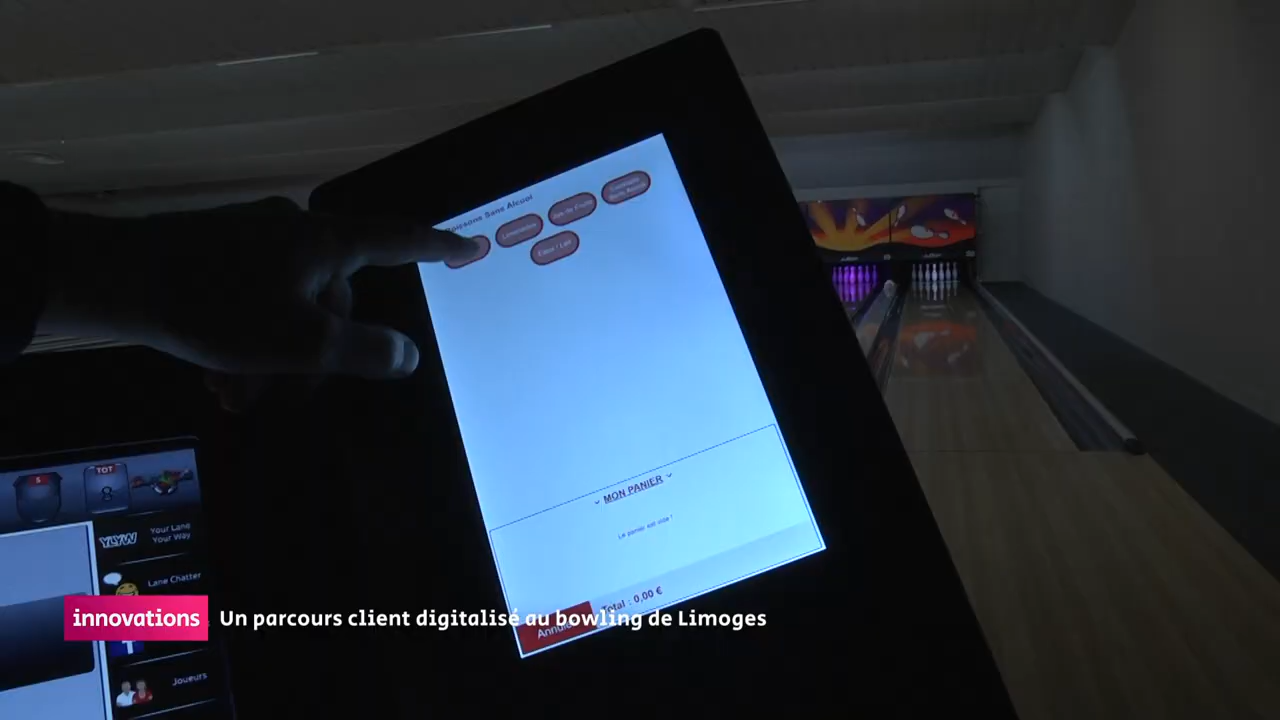 Boissons Sans Alcool
Limonades
Jus de Fruits
Eaux / Lait
MON PANIER
Le panier est vide !
Total : 0,00 €
S
TOT
8
YLYW
Your Lane
Your Way
Lane Chatter
f
Joueurs
innovations
Un parcours client digitalisé au bowling de Limoges